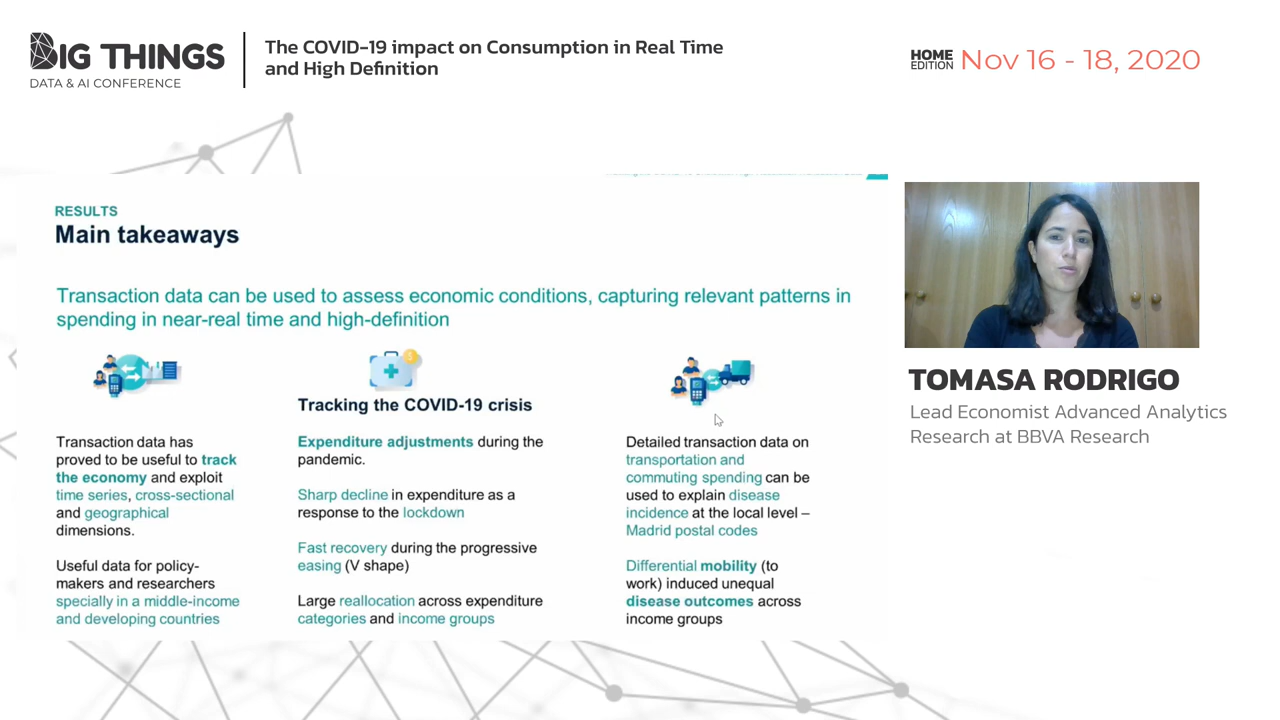 BIG THINGS
DATA & AI CONFERENCE
The COVID-19 impact on Consumption in Real Time
and High Definition
HOME
EDITION
Nov 16 - 18, 2020
RESULTS
Main takeaways
Transaction data can be used to assess economic conditions, capturing relevant patterns in
spending in near-real time and high-definition
Transaction data has
proved to be useful to track
the economy and exploit
time series, cross-sectional
and geographical
dimensions.
Useful data for policy-
makers and researchers
specially in a middle-income
and developing countries
Tracking the COVID-19 crisis
Expenditure adjustments during the
pandemic.
Sharp decline in expenditure as a
response to the lockdown
Fast recovery during the progressive
easing (V shape)
Large reallocation across expenditure
categories and income groups
Detailed transaction data on
transportation and
commuting spending can be
used to explain disease
incidence at the local level –
Madrid postal codes
Differential mobility (to
work) induced unequal
disease outcomes across
income groups
TOMASA RODRIGO
Lead Economist Advanced Analytics
Research at BBVA Research